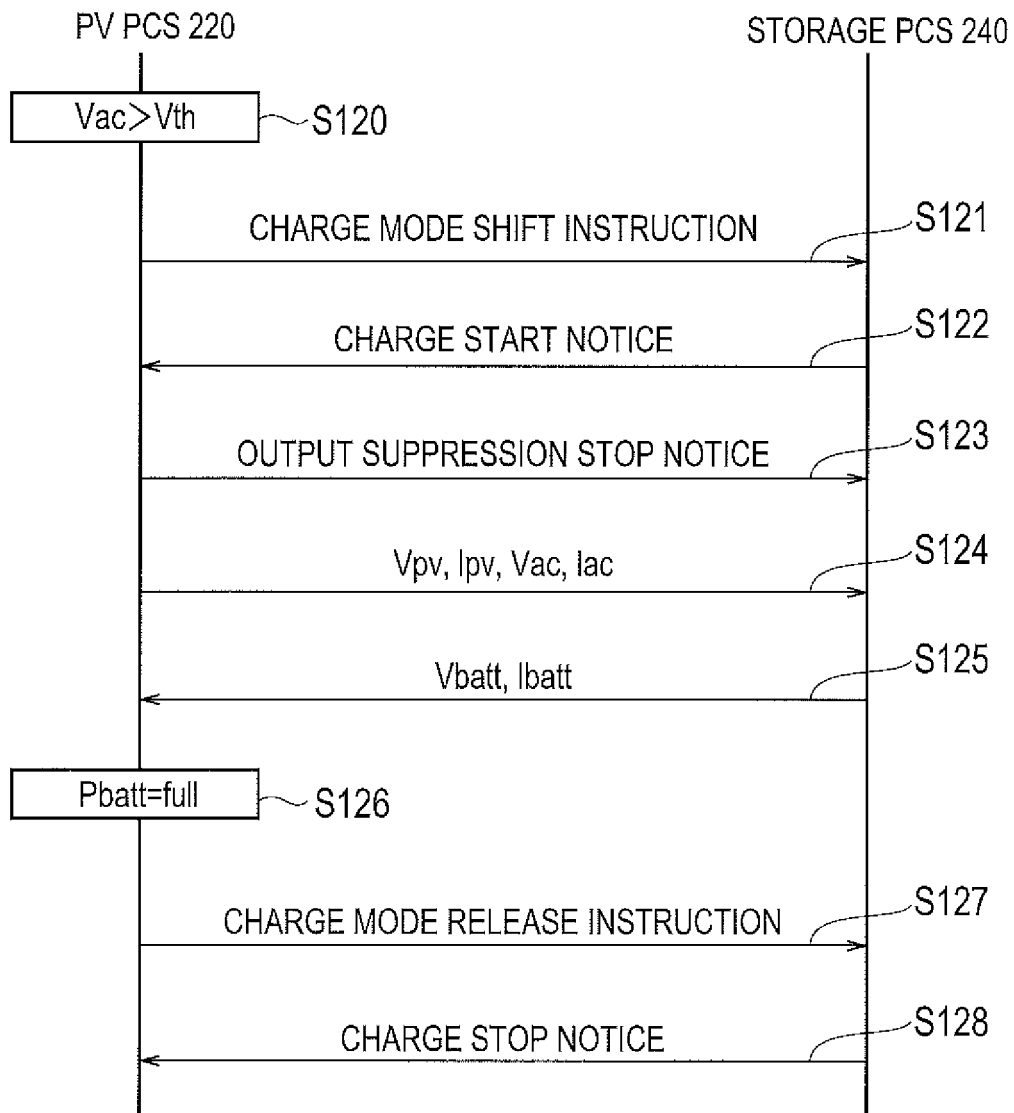 PV PCS 220
STORAGE PCS 240
Vac＞Vth
S120
CHARGE MODE SHIFT INSTRUCTION
S121
CHARGE START NOTICE
S122
OUTPUT SUPPRESSION STOP NOTICE
S123
Vpv, Ipv, Vac, Iac
S124
Vbatt, Ibatt
S125
Pbatt=full
S126
CHARGE MODE RELEASE INSTRUCTION
S127
CHARGE STOP NOTICE
S128